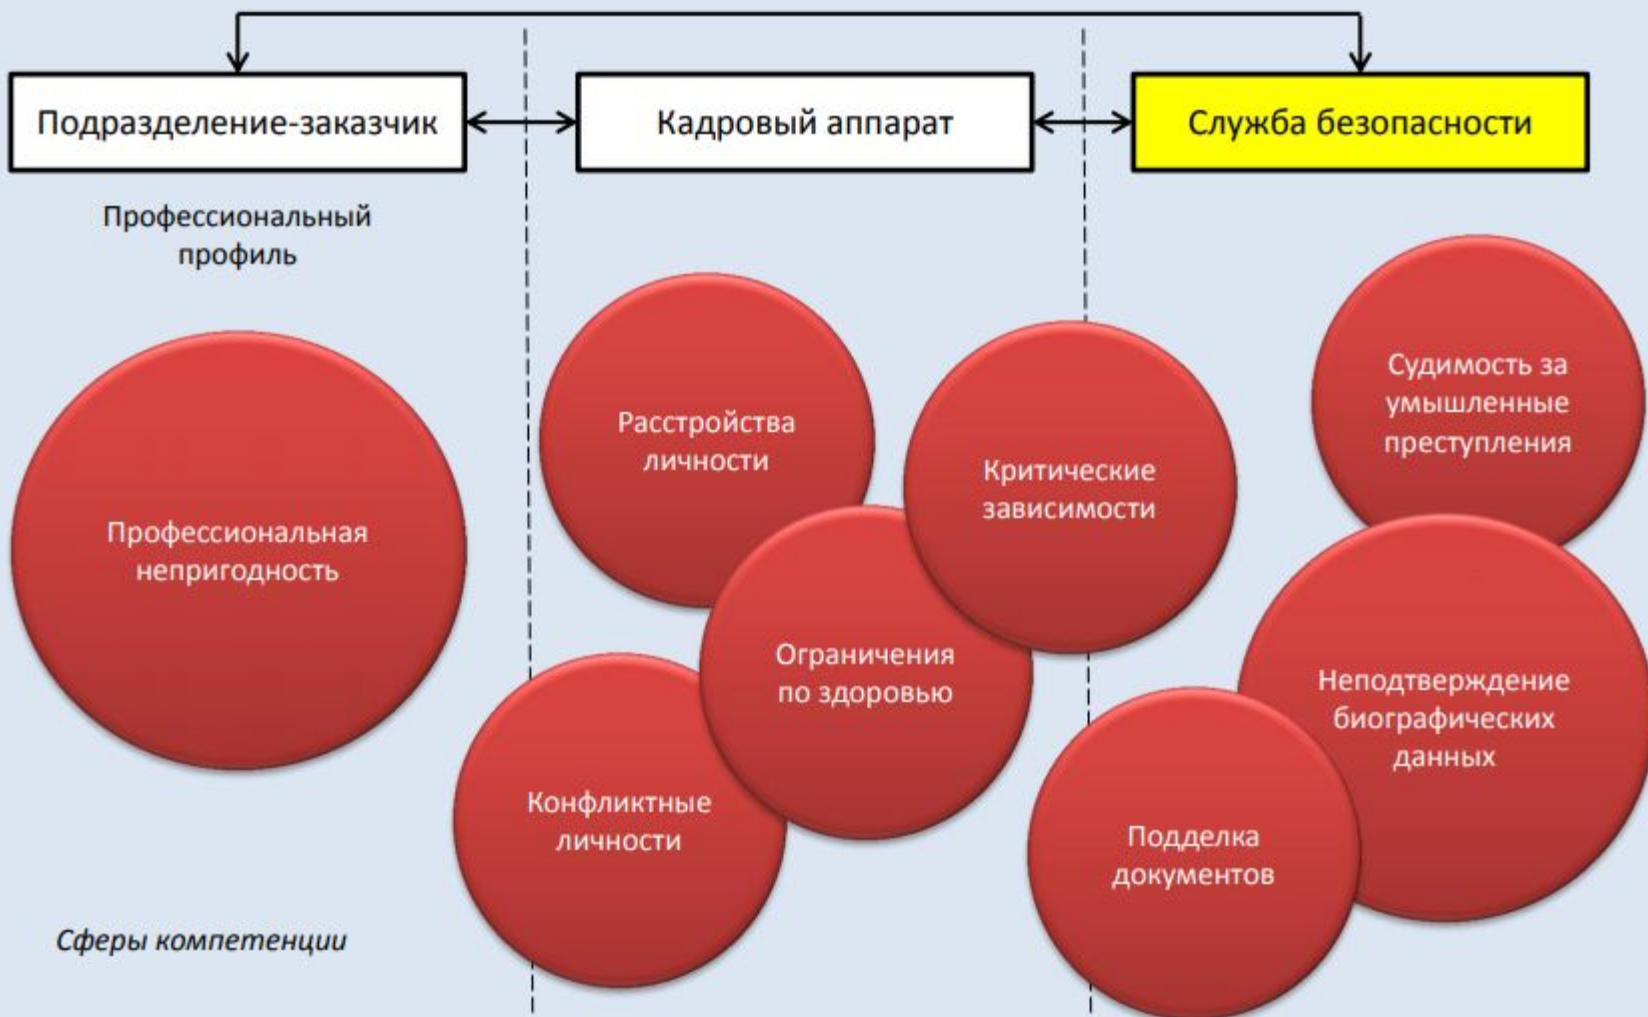 Подразделение-заказчик
Кадровый аппарат
Служба безопасности
Профессиональный
профиль
Профессиональная
непригодность
Расстройства
личности
Критические
зависимости
Судимость за
умышленные
преступления
Ограничения
по здоровью
Неподтверждение
биографических
данных
Конфликтные
личности
Подделка
документов
Сферы компетенции